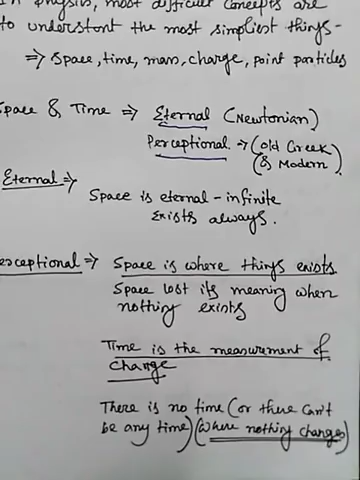 In physics, most difficult concepts are
to understand the most simpliest things-
⇒ space, time, mass, charge, point particles
Space & Time ⇒ Eternal (Newtonian)
Perceptional ⇒ (old Greek & Modern)
Eternal ⇒
Space is eternal - infinite
exists always.
Perceptional ⇒ Space is where things exists
Space lost its meaning when
nothing exists
Time is the measurement of
change
There is no time (or there can't
be any time) (where nothing changes)